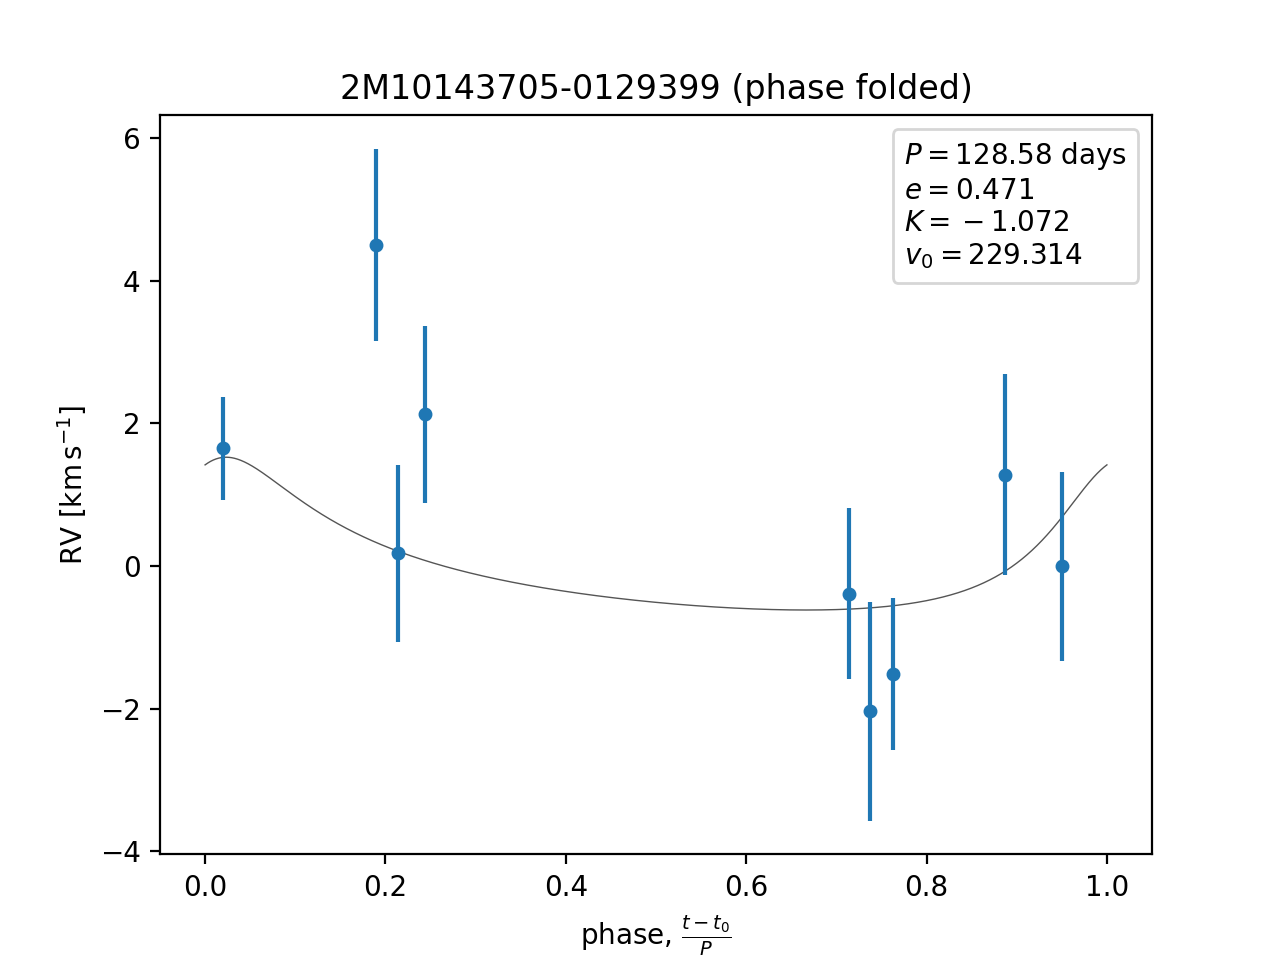 2M10143705-0129399 (phase folded)
P = 128.58 days
e = 0.471
K = −1.072
v₀ = 229.314
RV [km s⁻¹]
6
4
2
0
−2
−4
0.0 0.2 0.4 0.6 0.8 1.0
phase, (t − t₀)/P